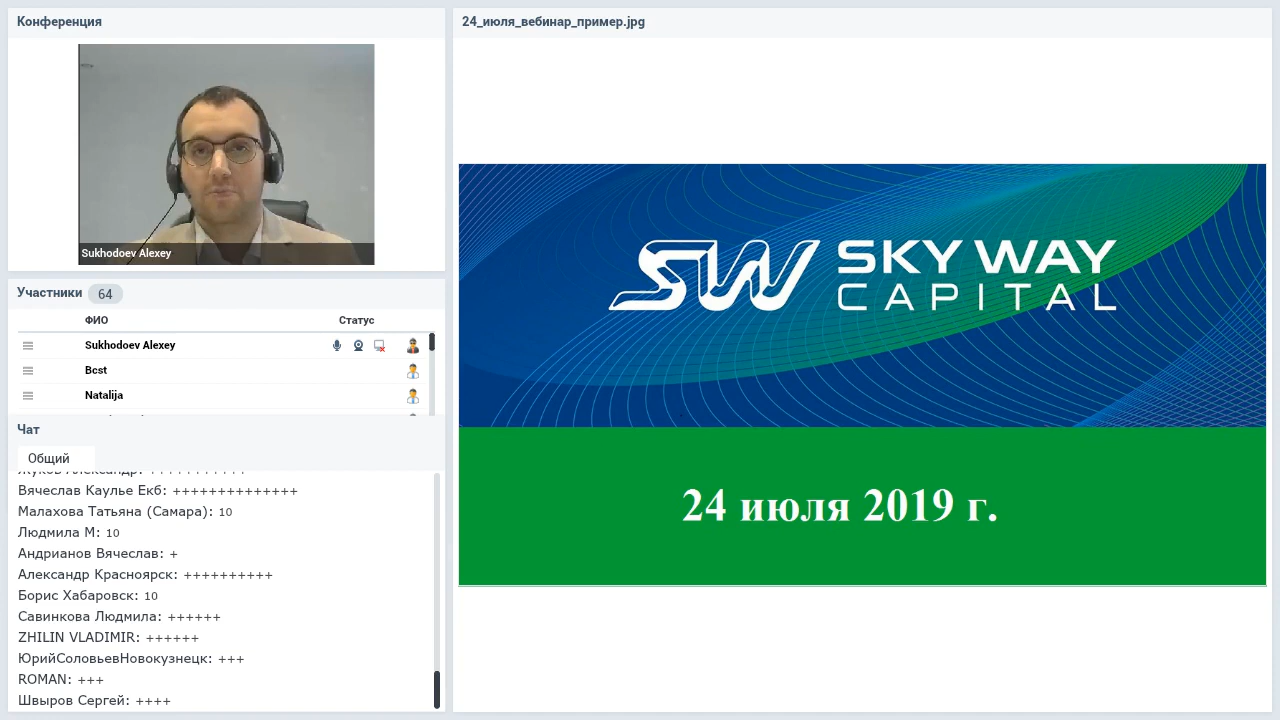 Конференция
Sukhodoev Alexey
Участники 64
ФИО Статус
Sukhodoev Alexey
Bcst
Natalija
Чат
Общий
Вячеслав Каулье Екб: ++++++++++++++
Малахова Татьяна (Самара): 10
Людмила М: 10
Андрианов Вячеслав: +
Александр Красноярск: ++++++++++
Борис Хабаровск: 10
Савинкова Людмила: ++++++
ZHILIN VLADIMIR: ++++++
ЮрийСоловьевНовокузнецк: +++
ROMAN: +++
Швыров Сергей: ++++
24_июля_вебинар_пример.jpg
SW SKY WAY
CAPITAL
24 июля 2019 г.